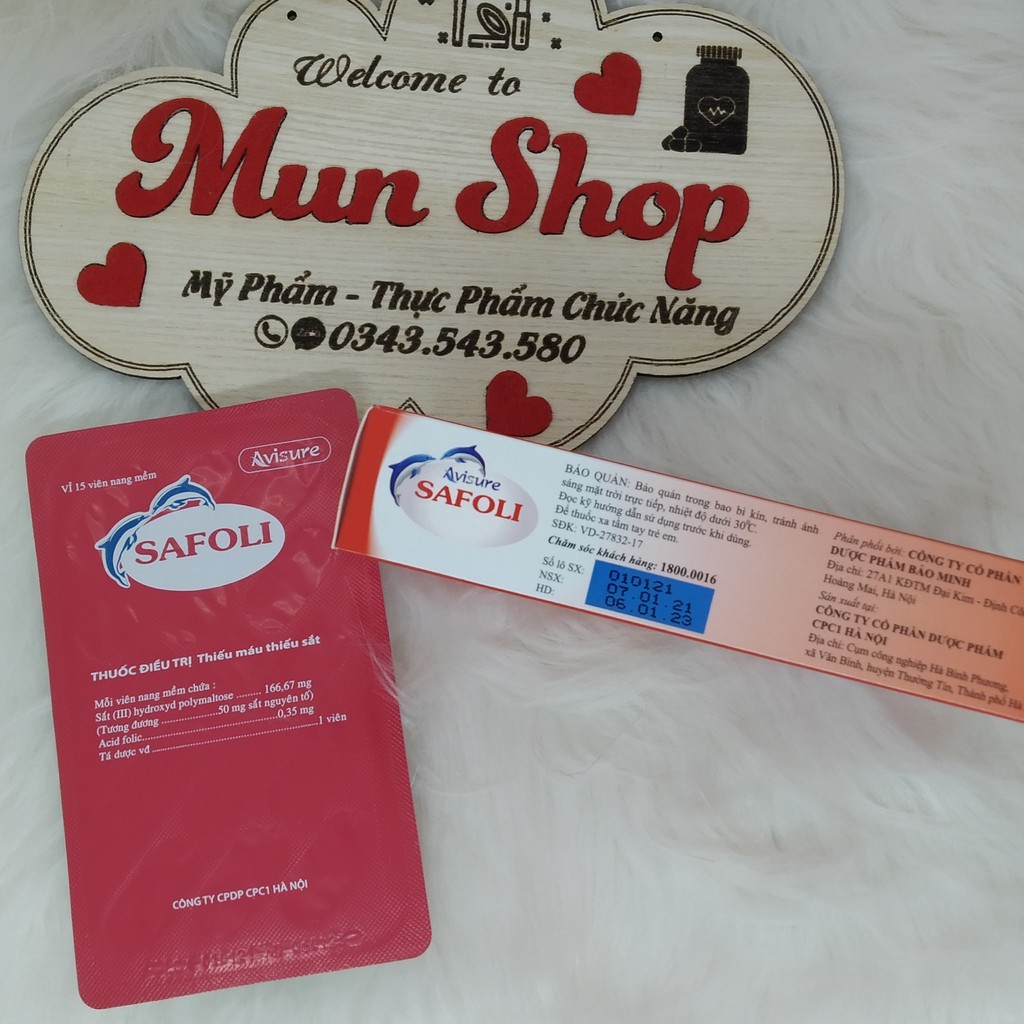 Welcome to
Mun Shop
Mỹ Phẩm - Thực Phẩm Chức Năng
0343.543.580
Avisure
VỈ 15 viên nang mềm
SAFOLI
THUỐC ĐIỀU TRỊ Thiếu máu thiếu sắt
Mỗi viên nang mềm chứa :
Sắt (III) hydroxyd polymaltose ......... 166,67 mg
(Tương đương ...................50 mg sắt nguyên tố)
Acid folic..............................................0,35 mg
Tá dược vđ ........................................................1 viên
CÔNG TY CPDP CPC1 HÀ NỘI
Avisure
SAFOLI
BẢO QUẢN: Bảo quản trong bao bì kín, tránh ánh
sáng mặt trời trực tiếp, nhiệt độ dưới 30°C.
Đọc kỹ hướng dẫn sử dụng trước khi dùng.
Để thuốc xa tầm tay trẻ em.
SĐK: VD-27832-17
Chăm sóc khách hàng: 1800.0016
Số lô SX: 010121
NSX: 07.01.21
HD: 06.01.23
Phân phối bởi: CÔNG TY CỔ PHẦN
DƯỢC PHẨM BẢO MINH
Địa chỉ: 27A1 KĐTM Đại Kim - Định Cô
Hoàng Mai, Hà Nội
Sản xuất tại:
CÔNG TY CỔ PHẦN DƯỢC PHẨM
CPC1 HÀ NỘI
Địa chỉ: Cụm công nghiệp Hà Bình Phương,
xã Văn Bình, huyện Thường Tín, Thành phố Hà